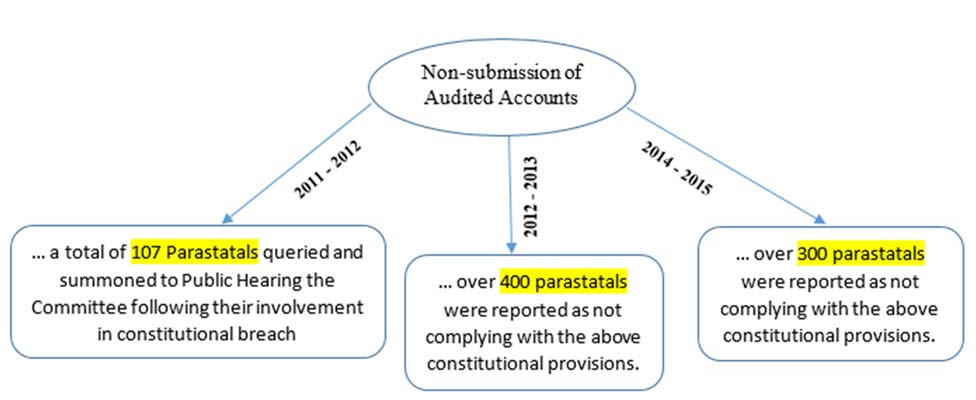 Non-submission of
Audited Accounts
2011 - 2012
2012 - 2013
2014 - 2015
... a total of 107 Parastatals queried and
summoned to Public Hearing the
Committee following their involvement
in constitutional breach
... over 400 parastatals
were reported as not
complying with the above
constitutional provisions.
... over 300 parastatals
were reported as not
complying with the above
constitutional provisions.